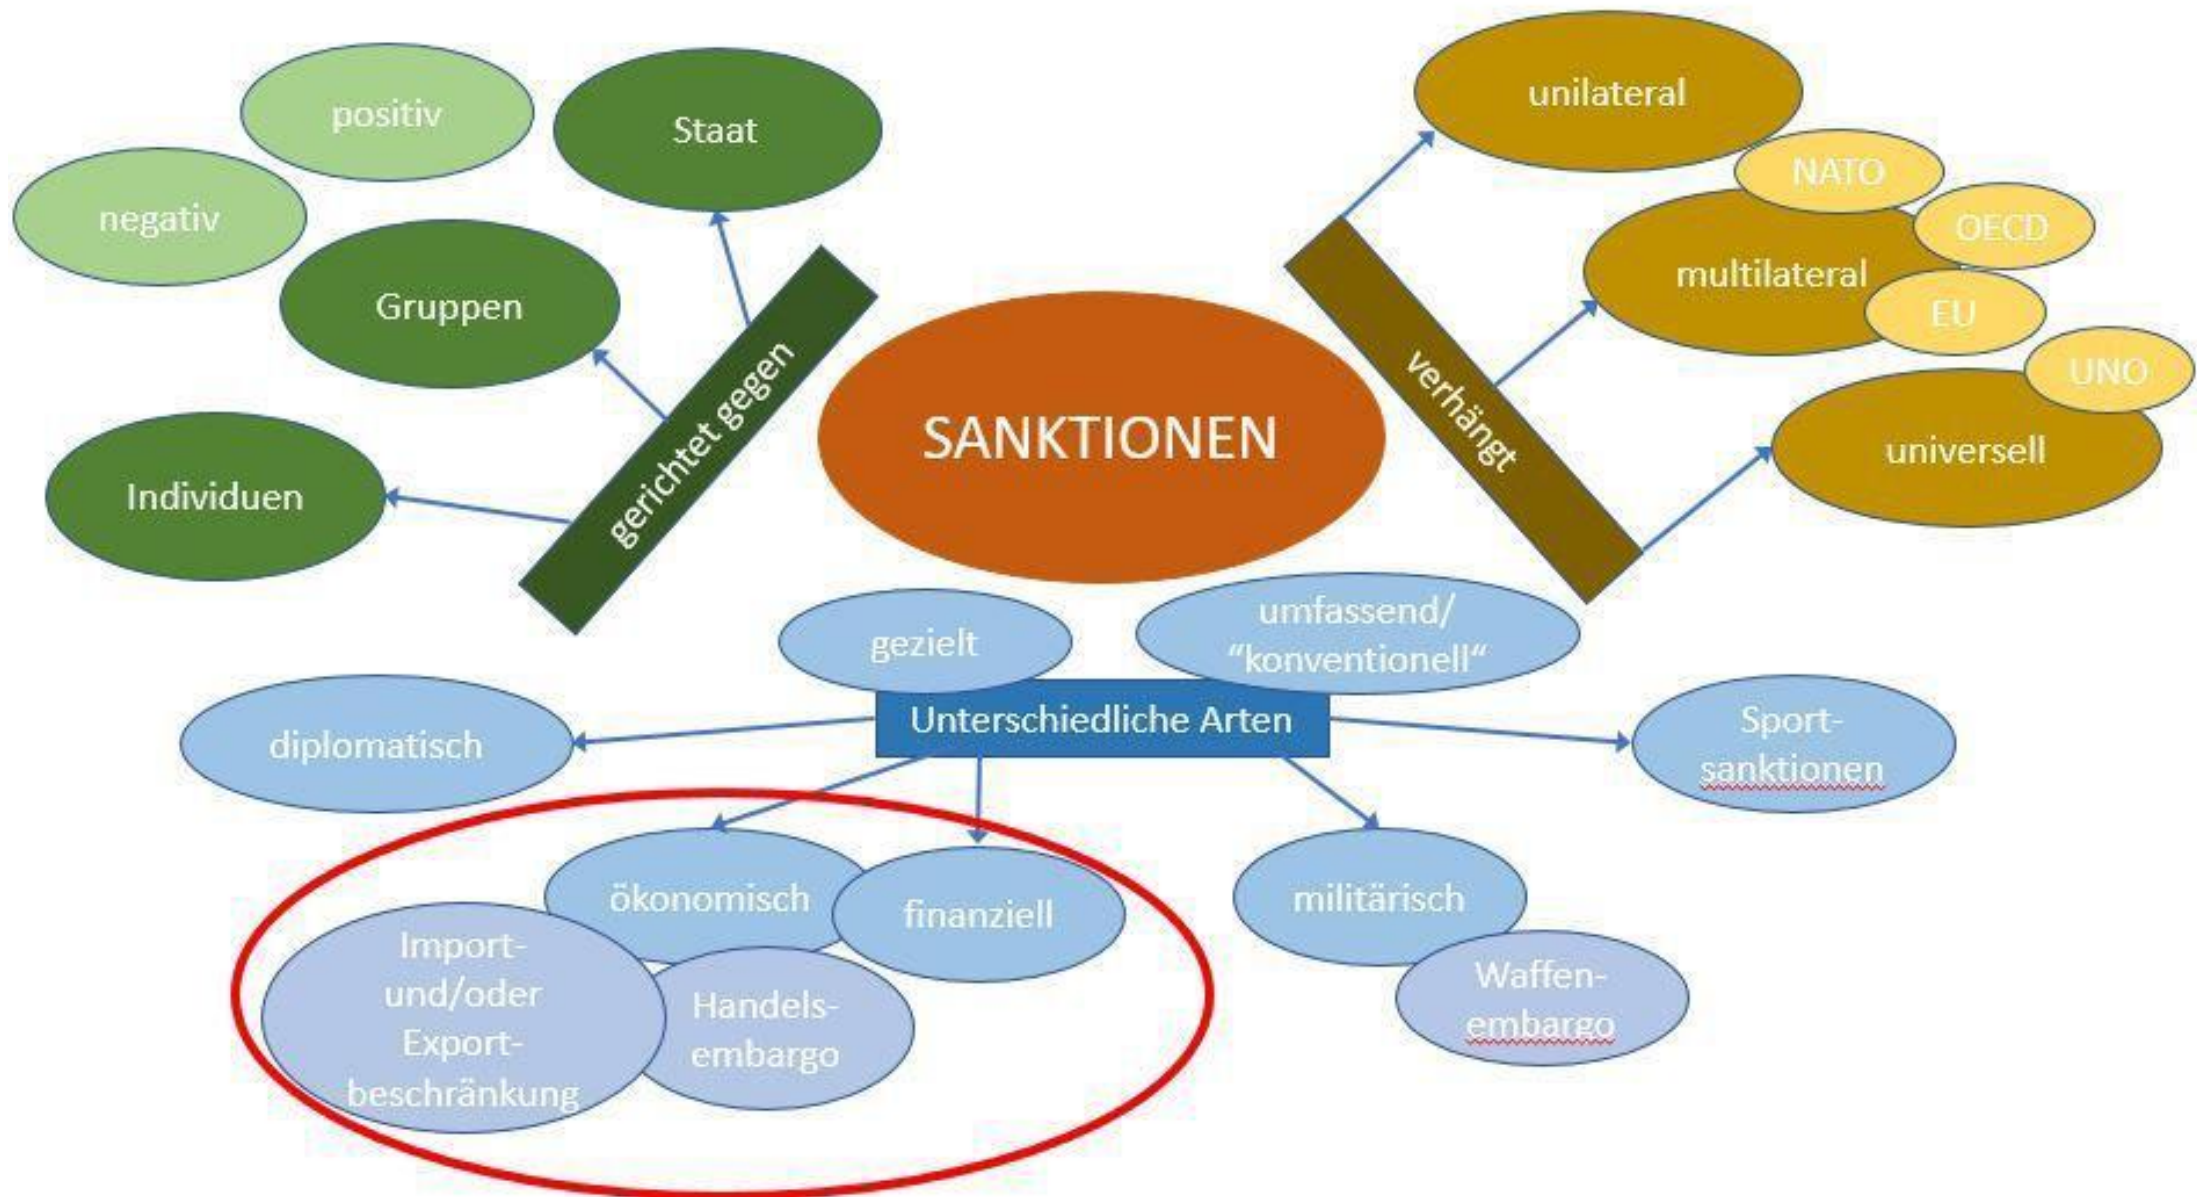 positiv
negativ
Staat
Gruppen
Individuen
gerichtet gegen
SANKTIONEN
verhängt
unilateral
NATO
OECD
multilateral
EU
UNO
universell
gezielt
umfassend/
“konventionell“
Unterschiedliche Arten
diplomatisch
Sport-
sanktionen
ökonomisch
finanziell
Import-
und/oder
Export-
beschränkung
Handels-
embargo
militärisch
Waffen-
embargo